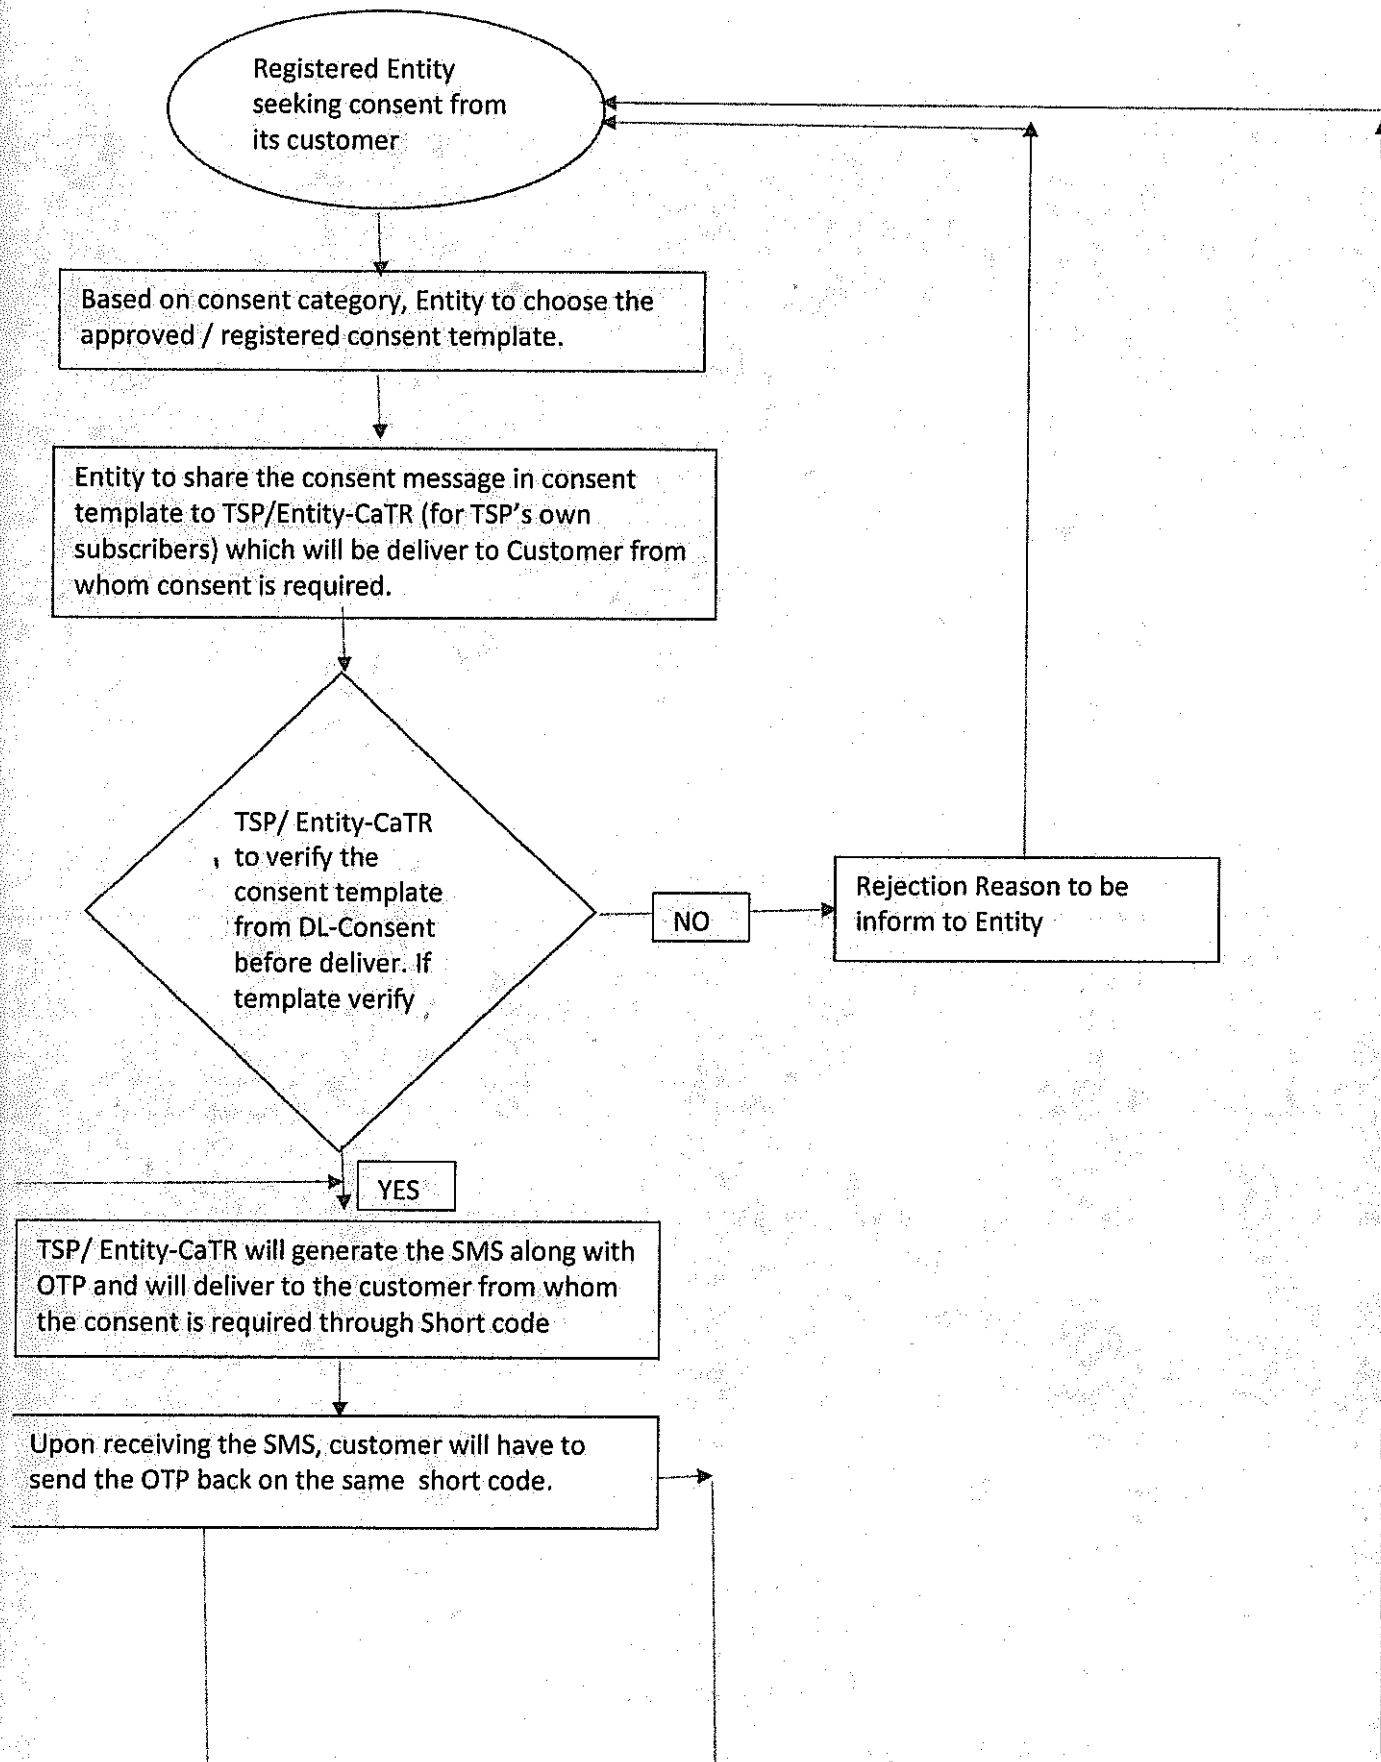 Registered Entity
seeking consent from
its customer
Based on consent category, Entity to choose the
approved / registered consent template.
Entity to share the consent message in consent
template to TSP/Entity-CaTR (for TSP's own
subscribers) which will be deliver to Customer from
whom consent is required.
TSP/ Entity-CaTR
to verify the
consent template
from DL-Consent
before deliver. If
template verify
NO
Rejection Reason to be
inform to Entity
YES
TSP/ Entity-CaTR will generate the SMS along with
OTP and will deliver to the customer from whom
the consent is required through Short code
Upon receiving the SMS, customer will have to
send the OTP back on the same short code.